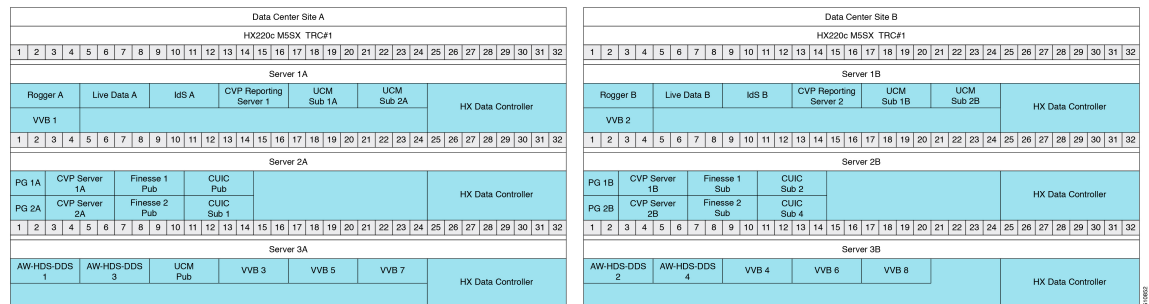 Data Center Site A
HX220c M5SX TRC#1
1 2 3 4 5 6 7 8 9 10 11 12 13 14 15 16 17 18 19 20 21 22 23 24 25 26 27 28 29 30 31 32
Server 1A
Rogger A
Live Data A
IdS A
CVP Reporting
Server 1
UCM
Sub 1A
UCM
Sub 2A
HX Data Controller
VVB 1
1 2 3 4 5 6 7 8 9 10 11 12 13 14 15 16 17 18 19 20 21 22 23 24 25 26 27 28 29 30 31 32
Server 2A
PG 1A
CVP Server
1A
Finesse 1
Pub
CUIC
Pub
HX Data Controller
PG 2A
CVP Server
2A
Finesse 2
Pub
CUIC
Sub 1
1 2 3 4 5 6 7 8 9 10 11 12 13 14 15 16 17 18 19 20 21 22 23 24 25 26 27 28 29 30 31 32
Server 3A
AW-HDS-DDS
1
AW-HDS-DDS
3
UCM
Pub
VVB 3
VVB 5
VVB 7
HX Data Controller
Data Center Site B
HX220c M5SX TRC#1
1 2 3 4 5 6 7 8 9 10 11 12 13 14 15 16 17 18 19 20 21 22 23 24 25 26 27 28 29 30 31 32
Server 1B
Rogger B
Live Data B
IdS B
CVP Reporting
Server 2
UCM
Sub 1B
UCM
Sub 2B
HX Data Controller
VVB 2
1 2 3 4 5 6 7 8 9 10 11 12 13 14 15 16 17 18 19 20 21 22 23 24 25 26 27 28 29 30 31 32
Server 2B
PG 1B
CVP Server
1B
Finesse 1
Sub
CUIC
Sub 2
HX Data Controller
PG 2B
CVP Server
2B
Finesse 2
Sub
CUIC
Sub 4
1 2 3 4 5 6 7 8 9 10 11 12 13 14 15 16 17 18 19 20 21 22 23 24 25 26 27 28 29 30 31 32
Server 3B
AW-HDS-DDS
2
AW-HDS-DDS
4
VVB 4
VVB 6
VVB 8
HX Data Controller